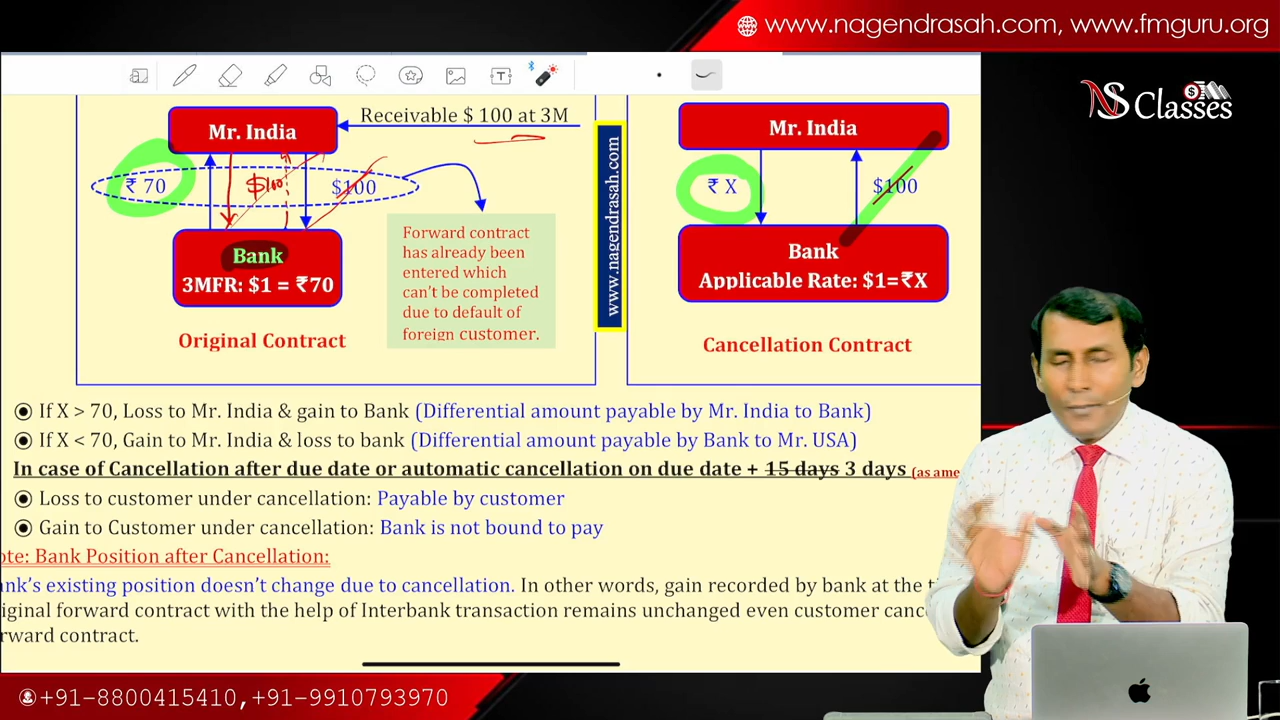 www.nagendrasah.com, www.fmguru.org
NS Classes
Receivable $ 100 at 3M
Mr. India
₹ 70
$100
$100
Bank
3MFR: $1 = ₹70
Original Contract
Forward contract
has already been
entered which
can't be completed
due to default of
foreign customer.
www.nagendrasah.com
Mr. India
₹ X
$100
Bank
Applicable Rate: $1=₹X
Cancellation Contract
If X > 70, Loss to Mr. India & gain to Bank (Differential amount payable by Mr. India to Bank)
If X < 70, Gain to Mr. India & loss to bank (Differential amount payable by Bank to Mr. USA)
In case of Cancellation after due date or automatic cancellation on due date + 15 days 3 days (as ame
Loss to customer under cancellation: Payable by customer
Gain to Customer under cancellation: Bank is not bound to pay
ote: Bank Position after Cancellation:
nk's existing position doesn't change due to cancellation. In other words, gain recorded by bank at the
iginal forward contract with the help of Interbank transaction remains unchanged even customer canc
rward contract.
+91-8800415410,+91-9910793970